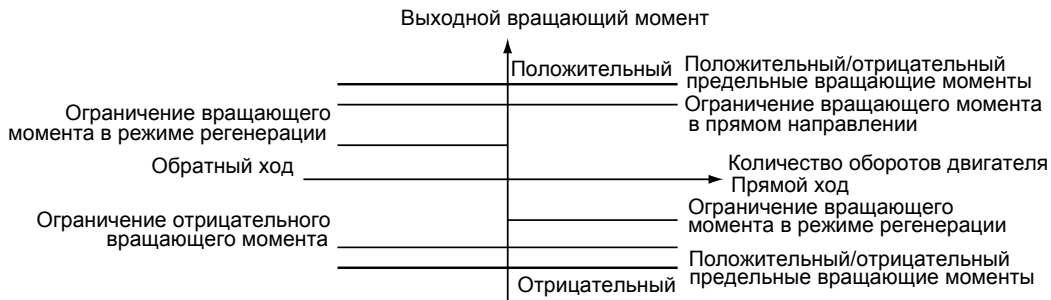 Выходной вращающий момент
Положительный
Положительный/отрицательный
предельные вращающие моменты
Ограничение вращающего
момента в режиме регенерации
Ограничение вращающего момента
в прямом направлении
Обратный ход
Количество оборотов двигателя
Прямой ход
Ограничение отрицательного
вращающего момента
Ограничение вращающего
момента в режиме регенерации
Положительный/отрицательный
предельные вращающие моменты
Отрицательный